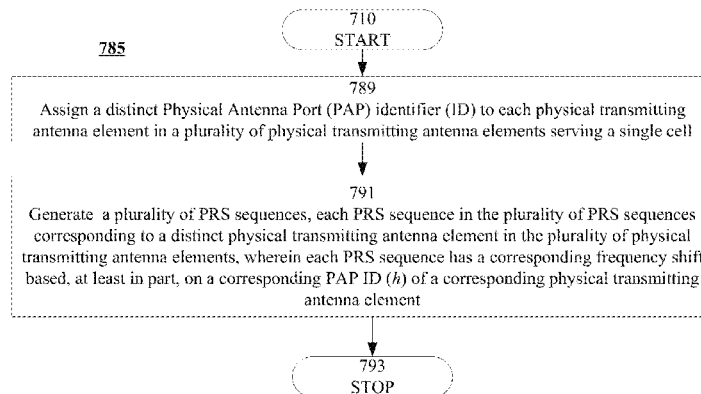 710
START
785
789
Assign a distinct Physical Antenna Port (PAP) identifier (ID) to each physical transmitting
antenna element in a plurality of physical transmitting antenna elements serving a single cell
791
Generate a plurality of PRS sequences, each PRS sequence in the plurality of PRS sequences
corresponding to a distinct physical transmitting antenna element in the plurality of physical
transmitting antenna elements, wherein each PRS sequence has a corresponding frequency shift
based, at least in part, on a corresponding PAP ID (h) of a corresponding physical transmitting
antenna element
793
STOP